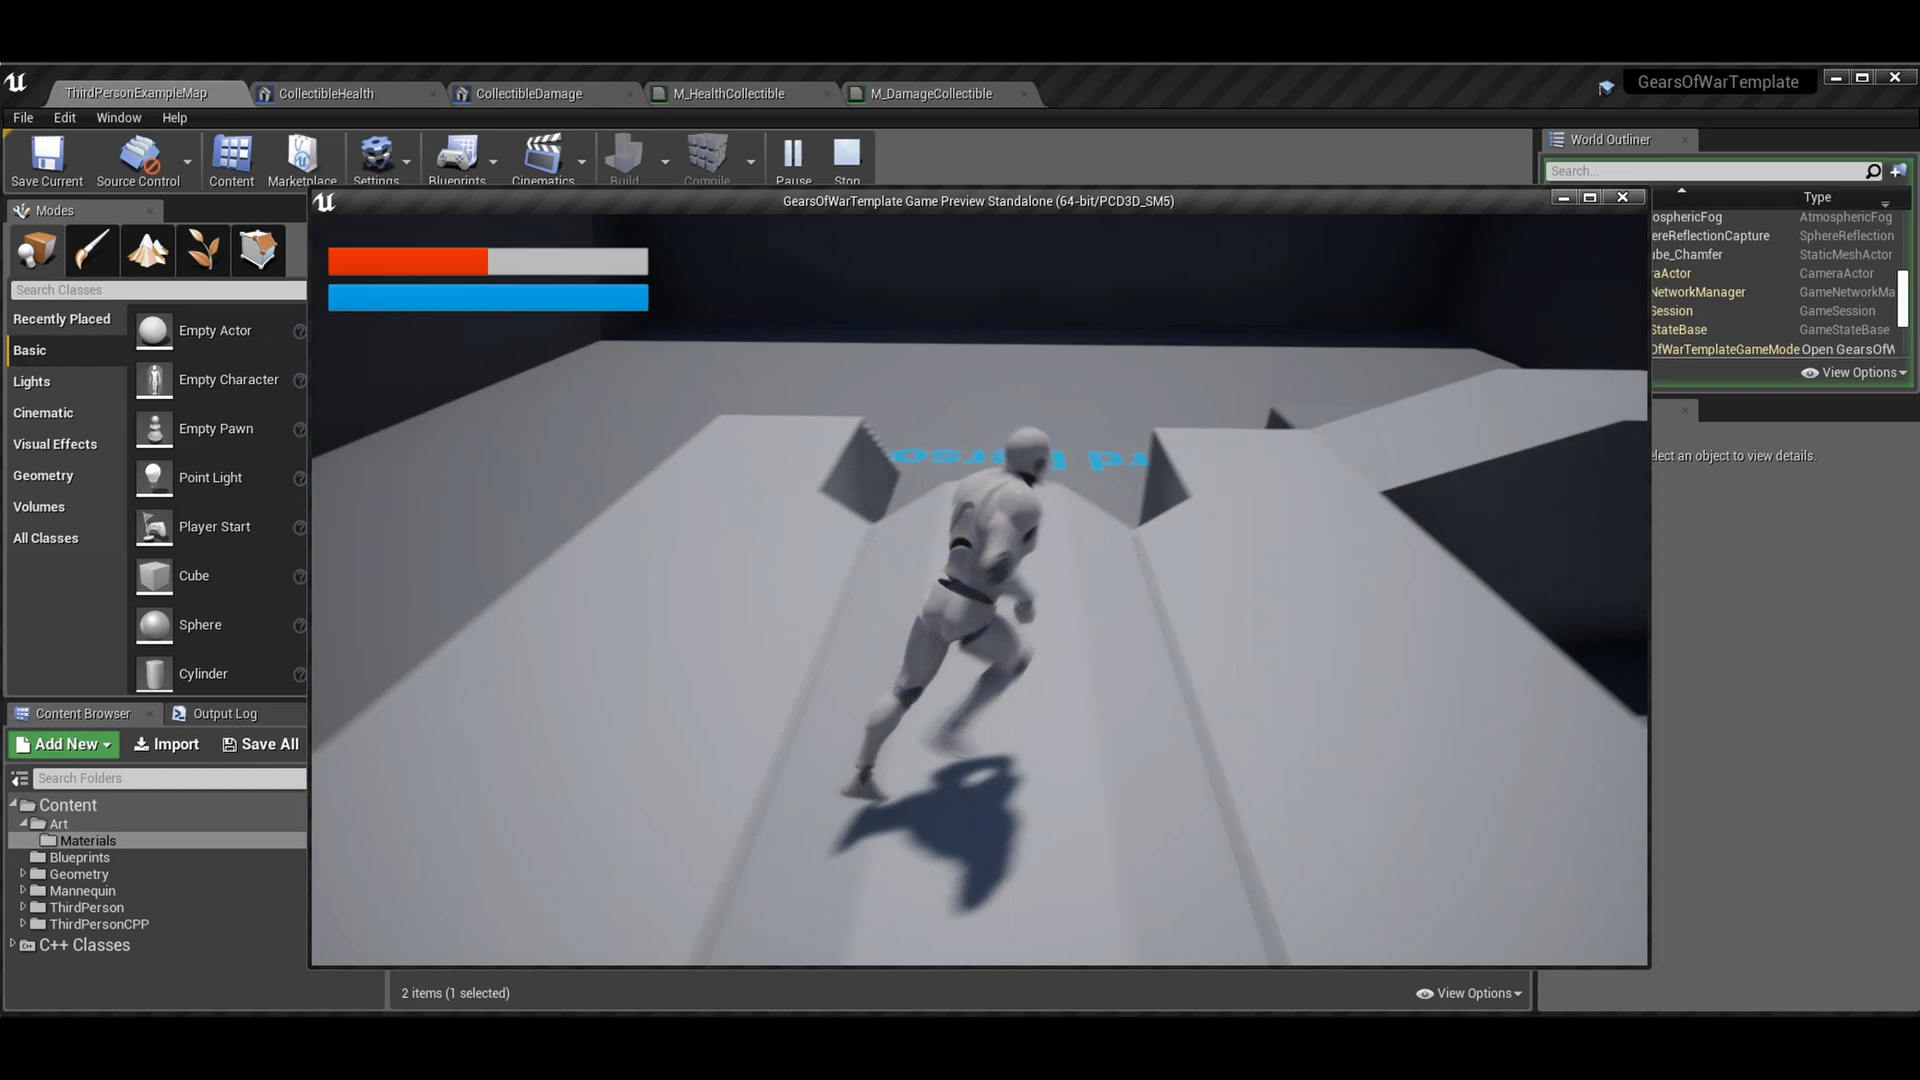 ThirdPersonExampleMap
CollectibleHealth
CollectibleDamage
M_HealthCollectible
M_DamageCollectible
GearsOfWarTemplate
File Edit Window Help
World Outliner
Save Current
Source Control
Content
Marketplace
Settings
Blueprints
Cinematics
Build
Compile
Pause
Stop
Search...
GearsOfWarTemplate Game Preview Standalone (64-bit/PCD3D_SM5)
Type
Modes
osphericFog AtmosphericFog
ereReflectionCapture SphereReflection
ube_Chamfer StaticMeshActor
raActor CameraActor
NetworkManager GameNetworkMa
Session GameSession
StateBase GameStateBase
OfWarTemplateGameMode Open GearsOfW
View Options
Search Classes
Recently Placed
Basic
Lights
Cinematic
Visual Effects
Geometry
Volumes
All Classes
Empty Actor
Empty Character
Empty Pawn
Point Light
Player Start
Cube
Sphere
Cylinder
rd Perso
elect an object to view details.
Content Browser
Output Log
Add New
Import
Save All
Search Folders
Content
Art
Materials
Blueprints
Geometry
Mannequin
ThirdPerson
ThirdPersonCPP
C++ Classes
2 items (1 selected)
View Options